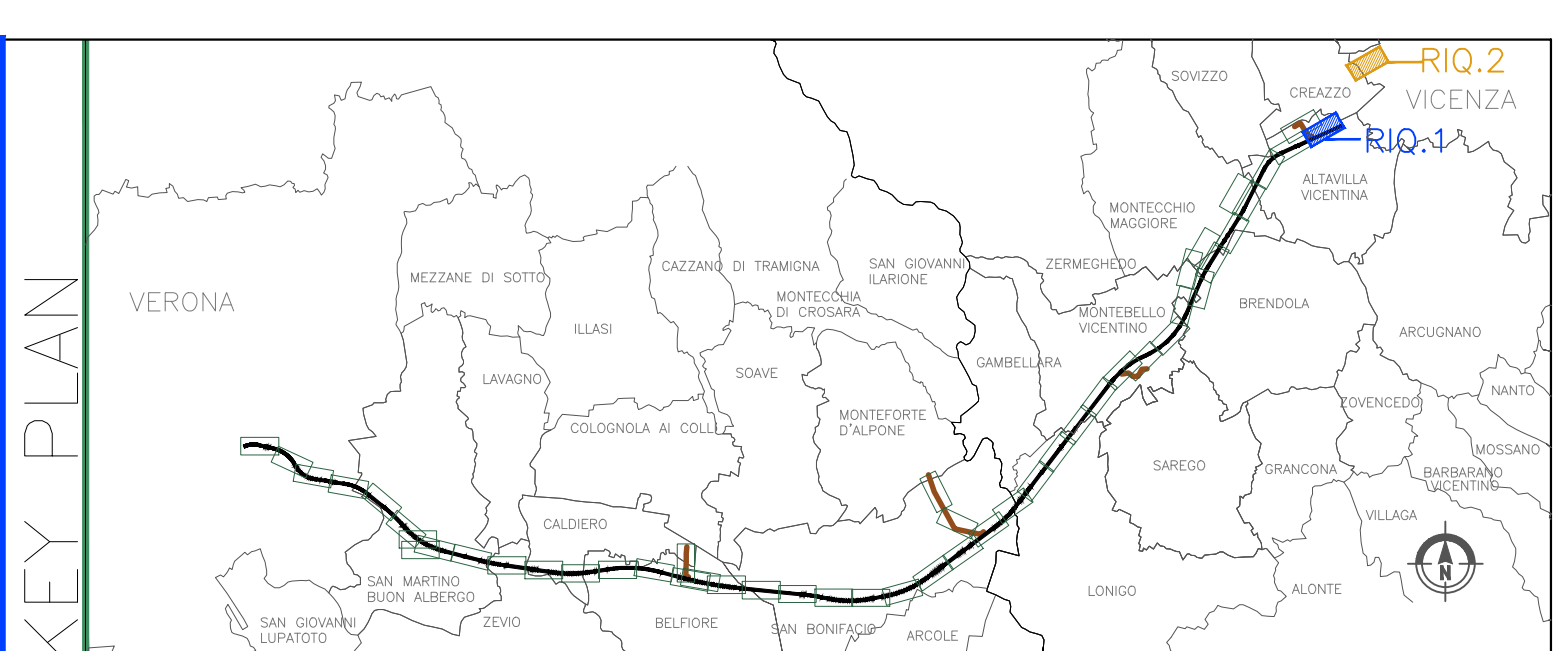 KEY PLAN
RIQ.2
SOVIZZO
CREAZZO
VICENZA
RIQ.1
ALTAVILLA
VICENTINA
MONTECCHIO
MAGGIORE
ZERMEGHEDO
SAN GIOVANNI
ILARIONE
CAZZANO DI TRAMIGNA
MEZZANE DI SOTTO
MONTECCHIA
DI CROSARA
VERONA
BRENDOLA
MONTEBELLO
VICENTINO
ILLASI
ARCUGNANO
GAMBELLARA
SOAVE
LAVAGNO
NANTO
ZOVENCEDO
MONTEFORTE
D'ALPONE
COLOGNOLA AI COLLI
MOSSANO
SAREGO
GRANCONA
BARBARANO
VICENTINO
VILLAGA
CALDIERO
N
SAN MARTINO
BUON ALBERGO
LONIGO
ALONTE
SAN GIOVANNI
LUPATOTO
ZEVIO
BELFIORE
SAN BONIFACIO
ARCOLE